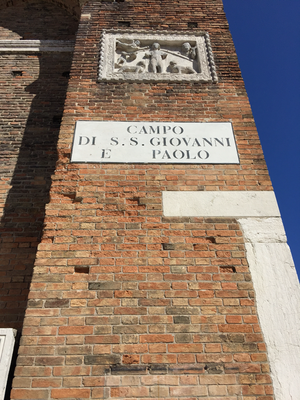 CAMPO
DI S. S. GIOVANNI
E PAOLO